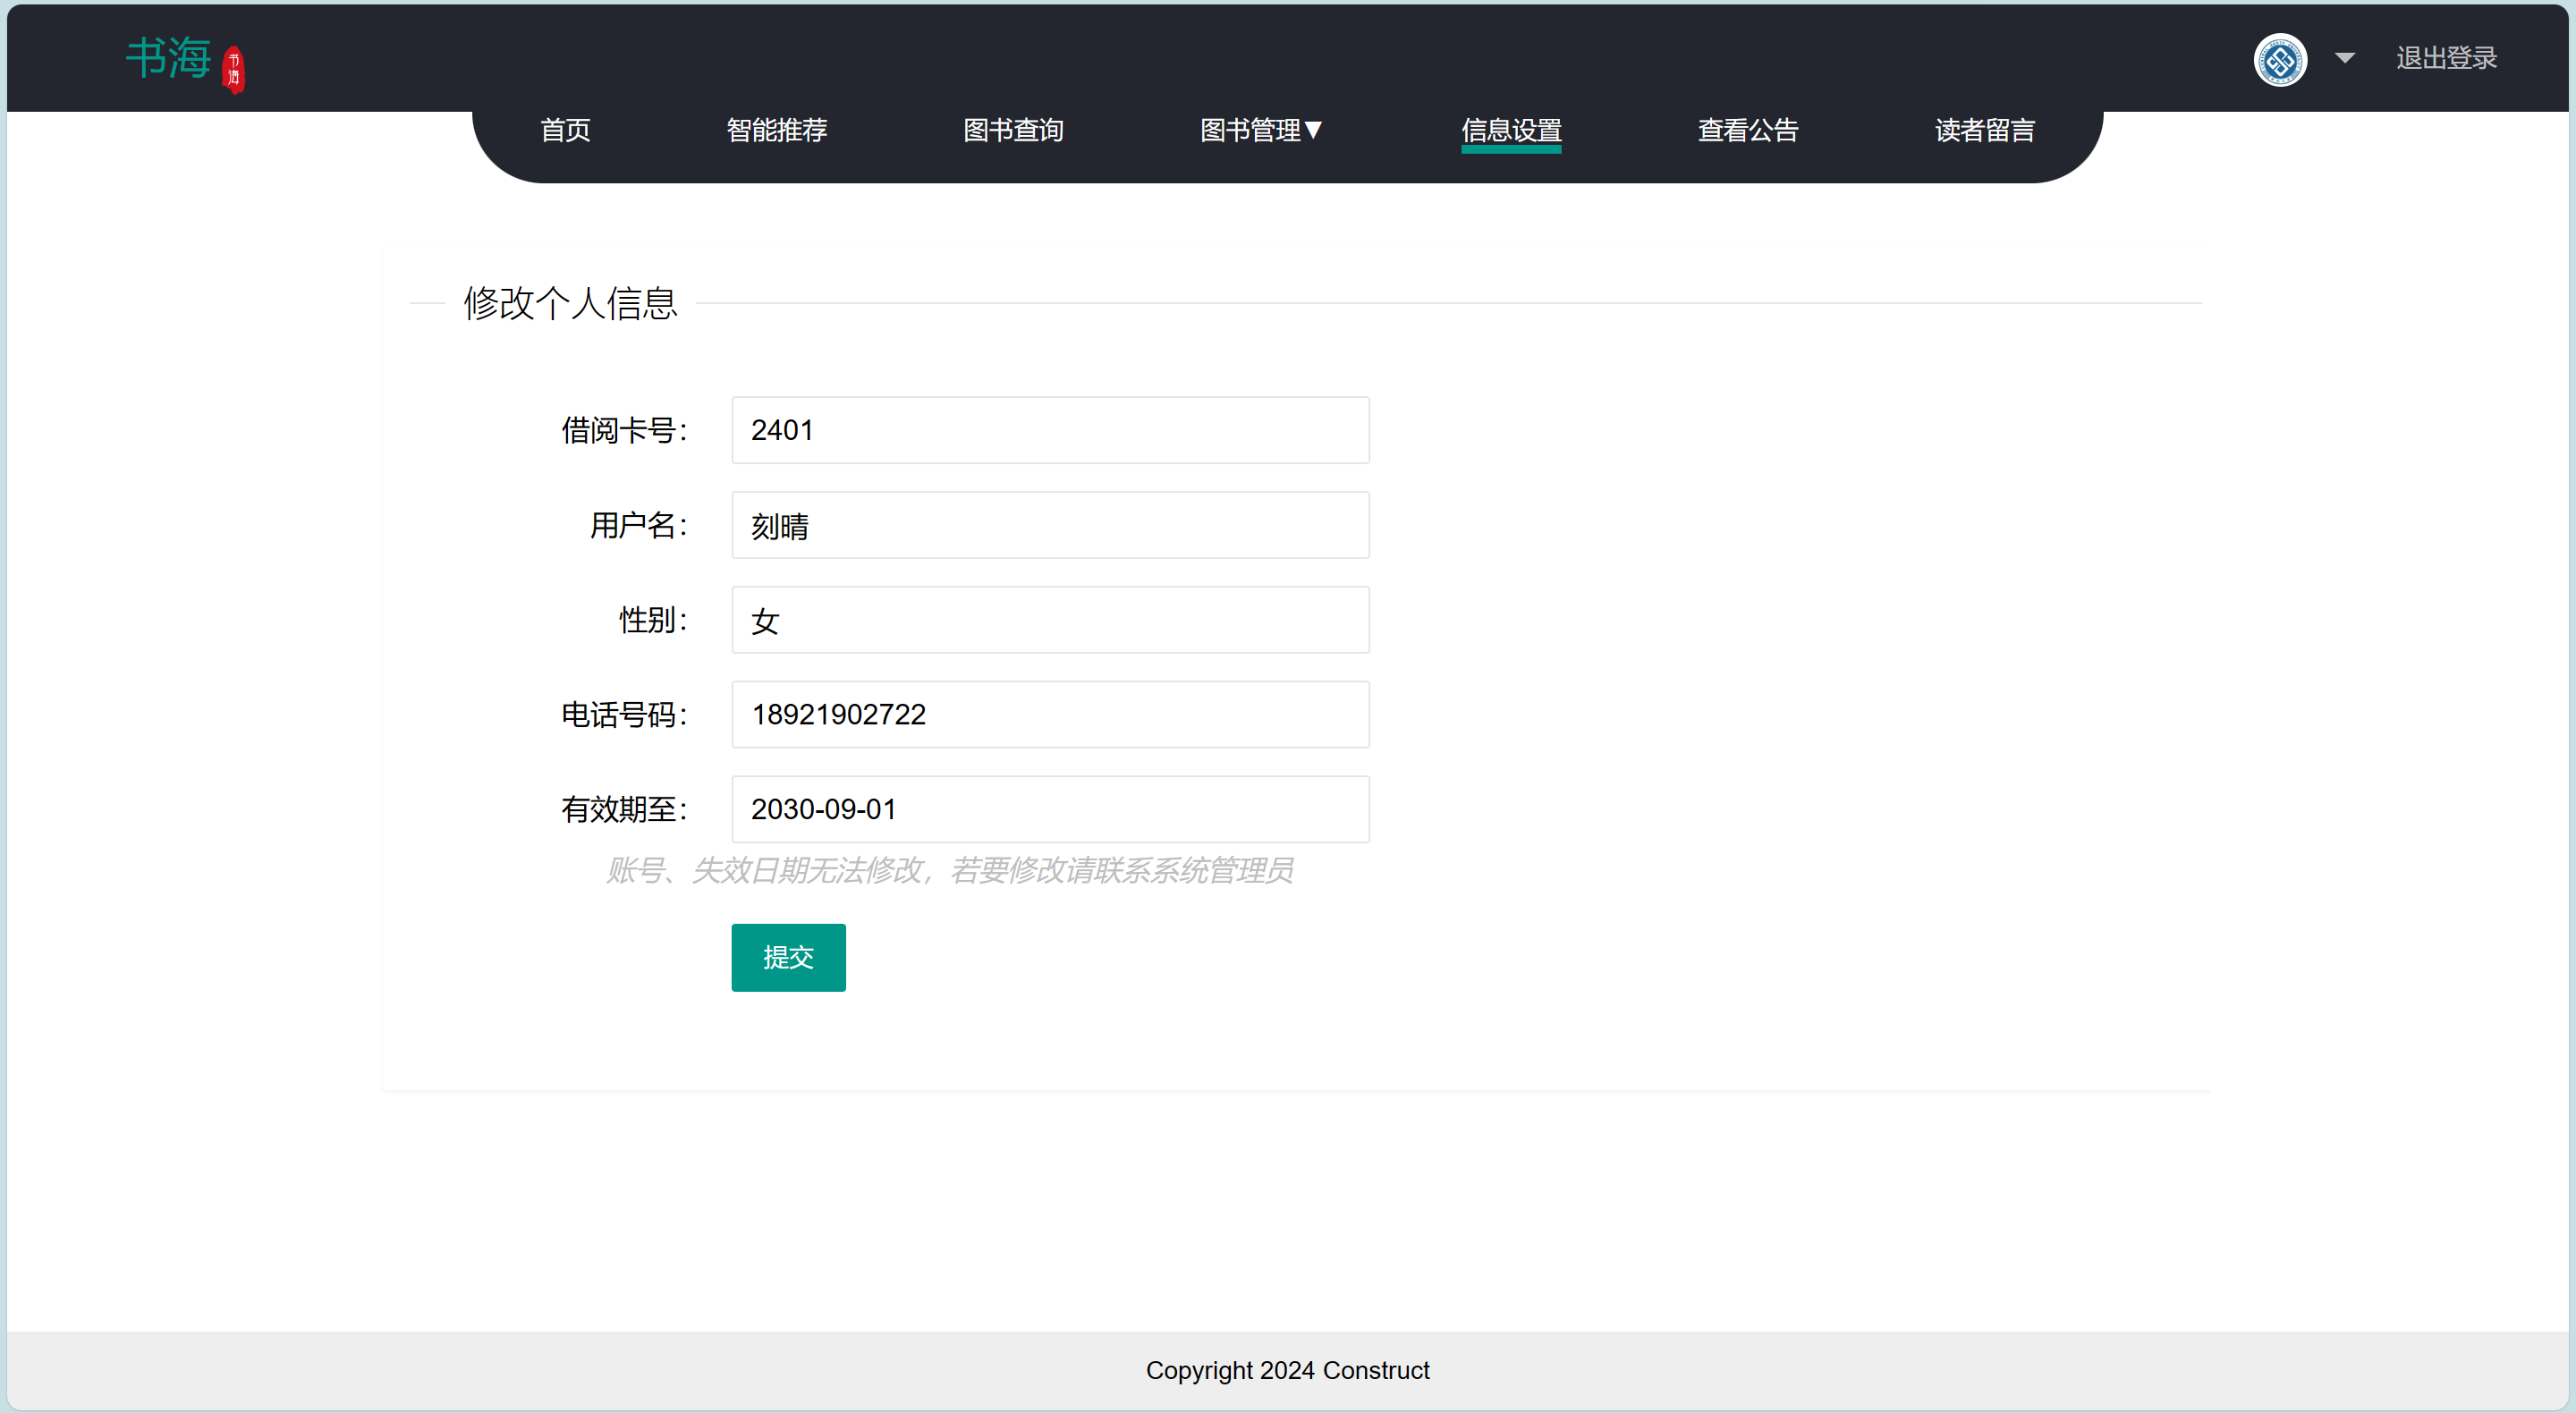 书海 书海
退出登录
首页 智能推荐 图书查询 图书管理▼ 信息设置 查看公告 读者留言
修改个人信息
借阅卡号： 2401
用户名： 刻晴
性别： 女
电话号码： 18921902722
有效期至： 2030-09-01
账号、失效日期无法修改，若要修改请联系系统管理员
提交
Copyright 2024 Construct